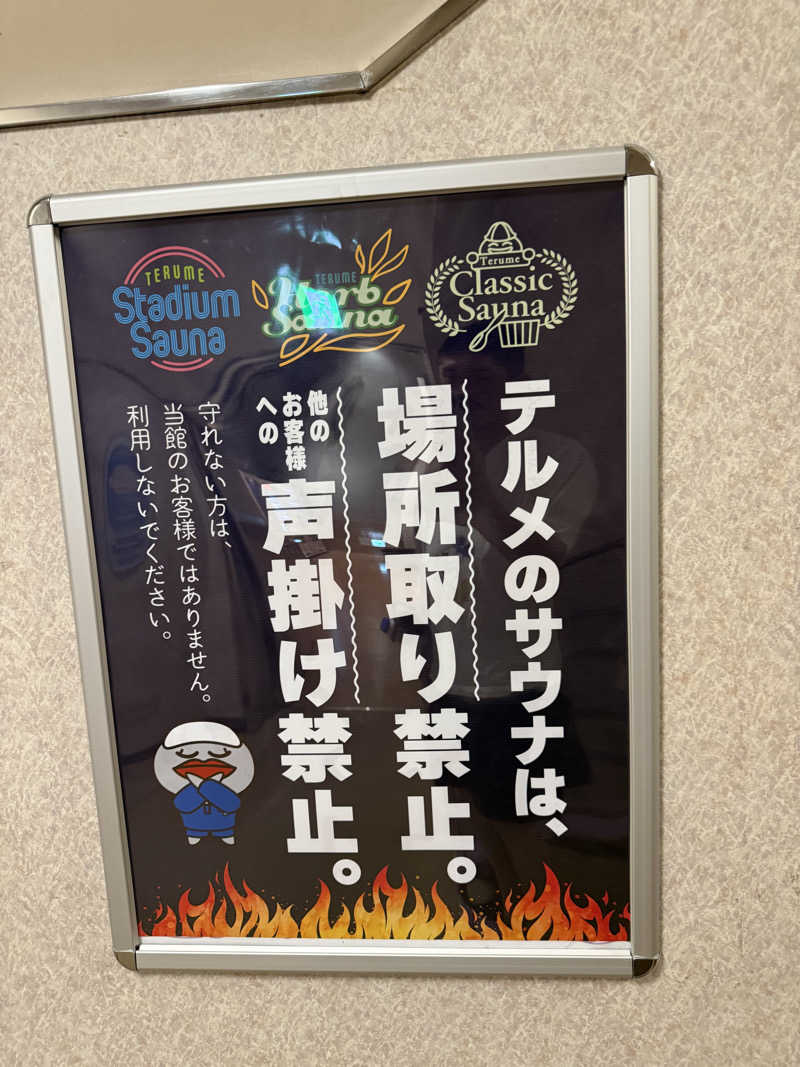 TERUME
Stadium
Sauna
TERUME
Herb
Sauna
Terume
Classic
Sauna
テルメのサウナは、
場所取り禁止。
他の
お客様
への
声掛け禁止。
守れない方は、
当館のお客様ではありません。
利用しないでください。